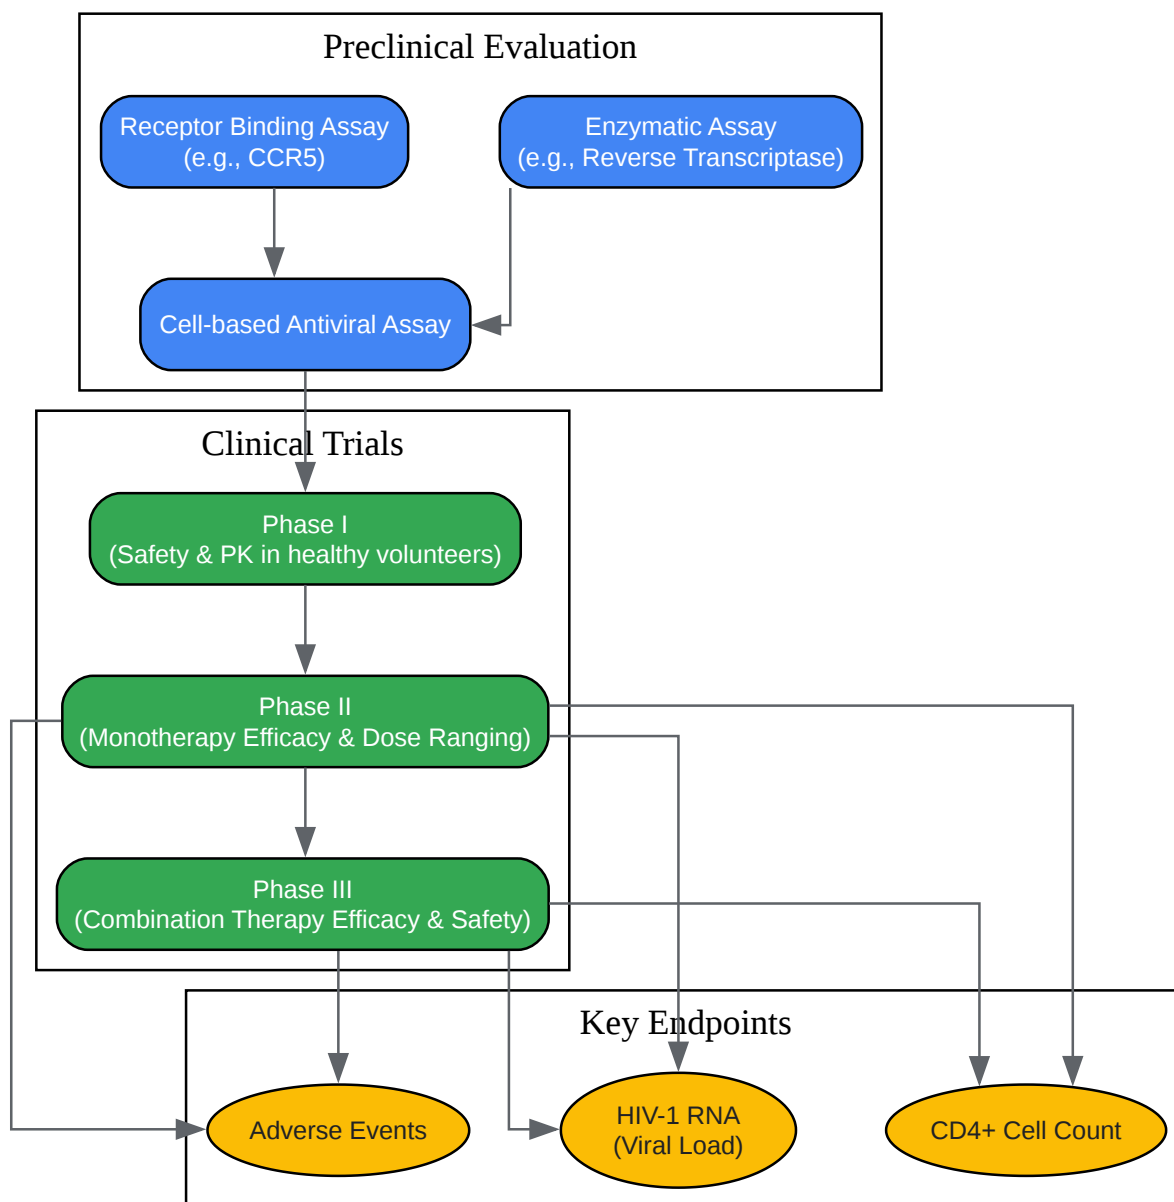 Preclinical Evaluation
Receptor Binding Assay
(e.g., CCR5)
Enzymatic Assay
(e.g., Reverse Transcriptase)
Cell-based Antiviral Assay
Clinical Trials
Phase I
(Safety & PK in healthy volunteers)
Phase II
(Monotherapy Efficacy & Dose Ranging)
Phase III
(Combination Therapy Efficacy & Safety)
Key Endpoints
Adverse Events
HIV-1 RNA
(Viral Load)
CD4+ Cell Count